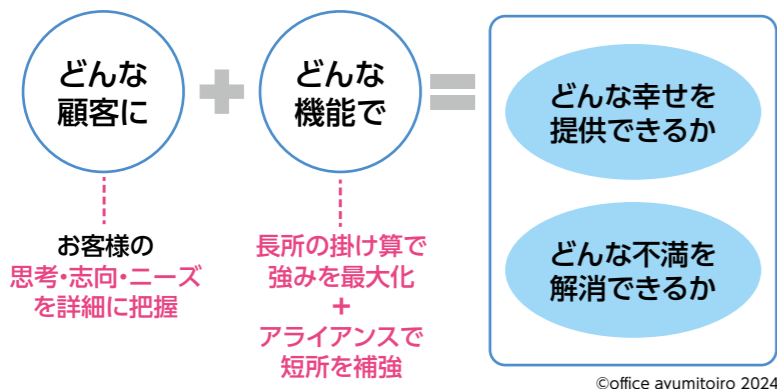 どんな
顧客に
+
どんな
機能で
=
どんな幸せを
提供できるか
どんな不満を
解消できるか
お客様の
思考・志向・ニーズ
を詳細に把握
長所の掛け算で
強みを最大化
+
アライアンスで
短所を補強
©office ayumitoiro 2024